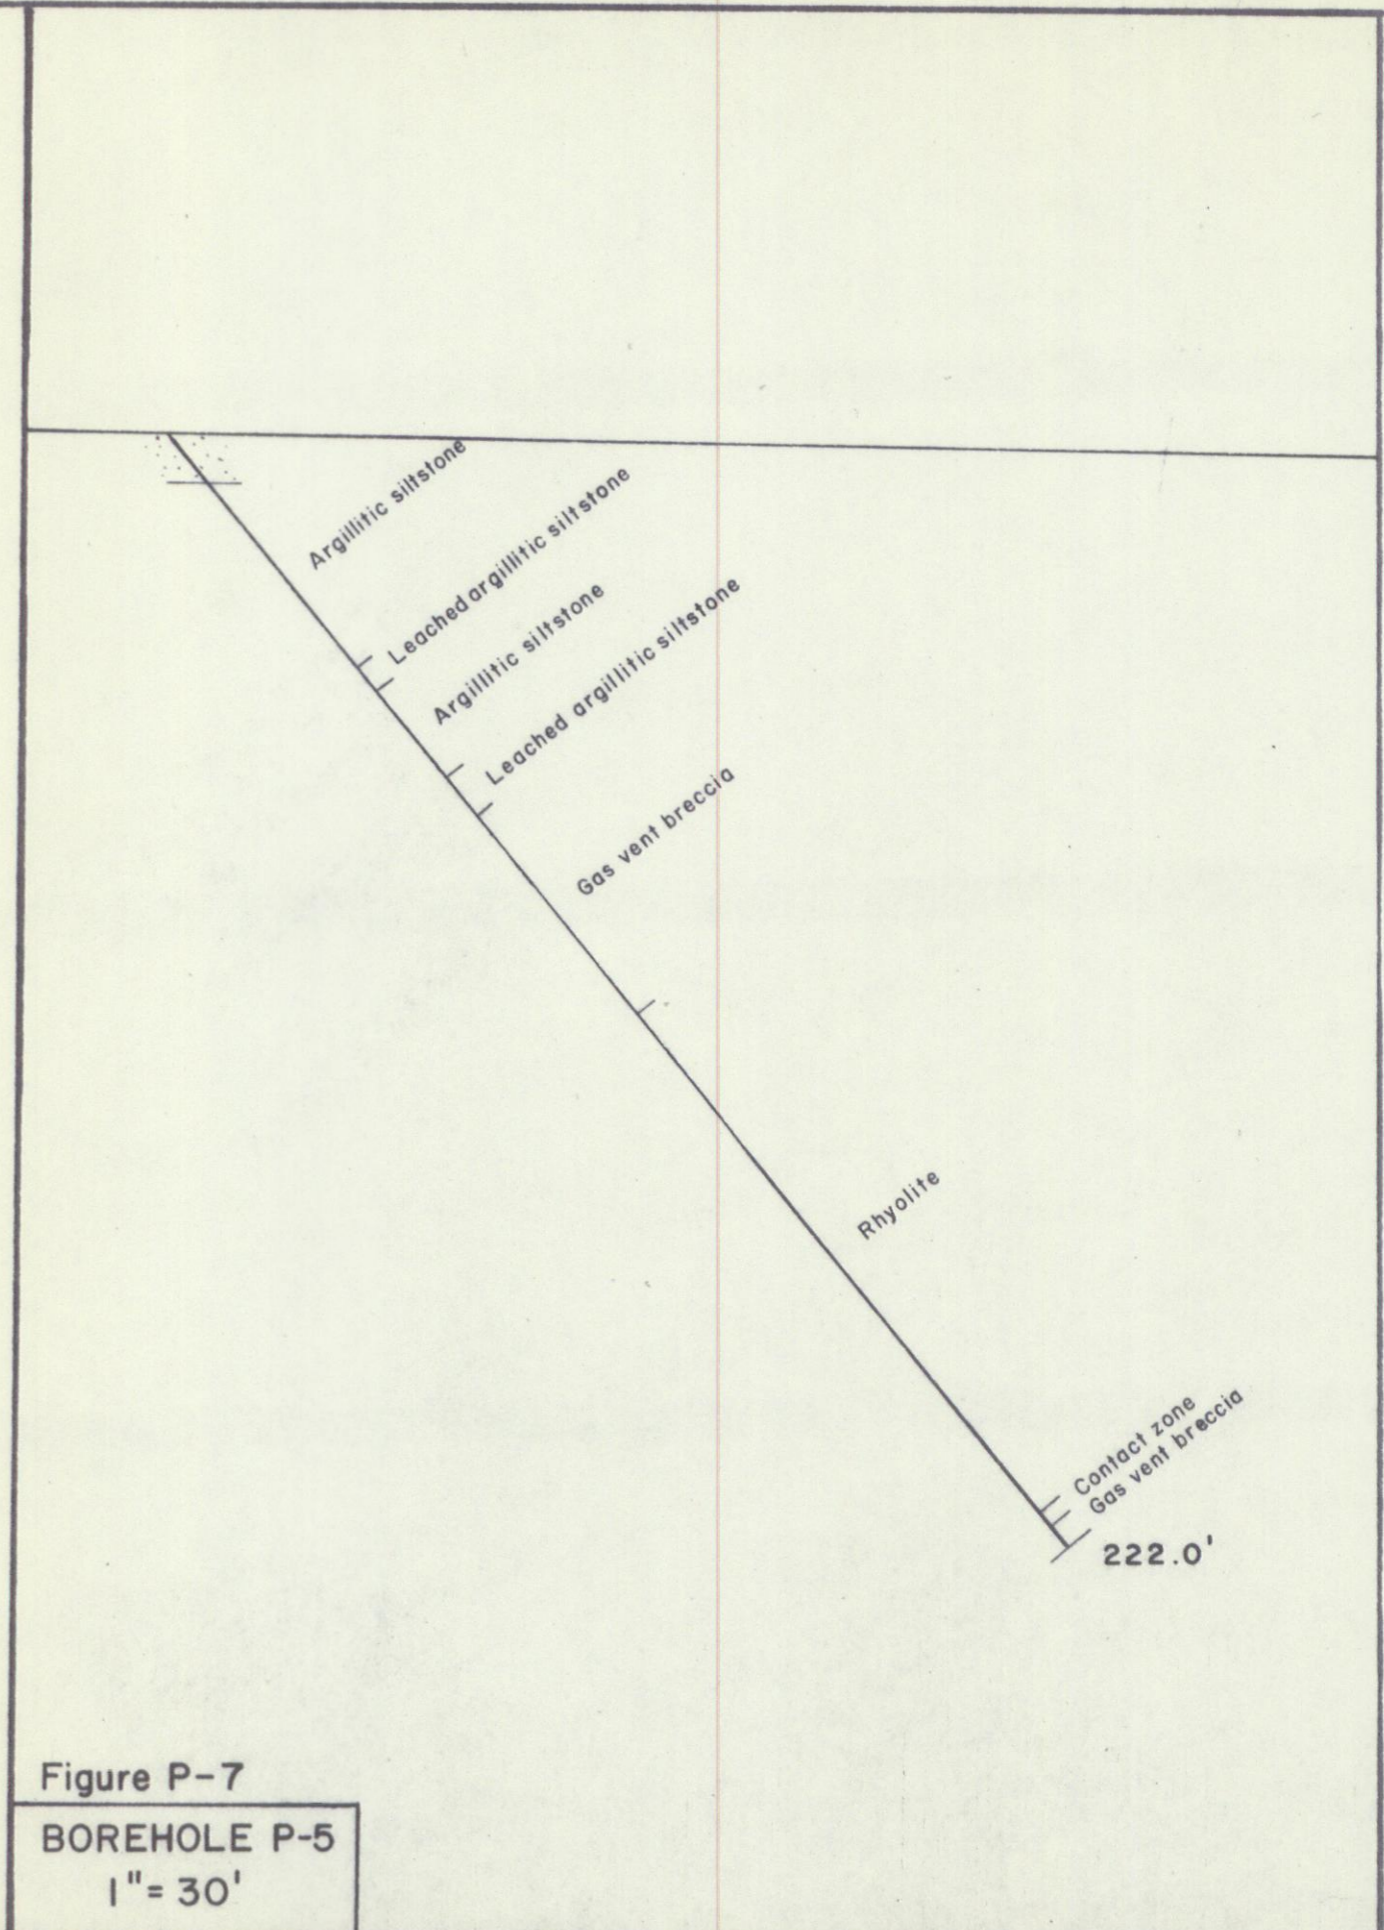 Argillitic siltstone
Leached argillitic siltstone
Argillitic siltstone
Leached argillitic siltstone
Gas vent breccia
Rhyolite
Contact zone
Gas vent breccia
222.0'
Figure P-7
BOREHOLE P-5
1"= 30'